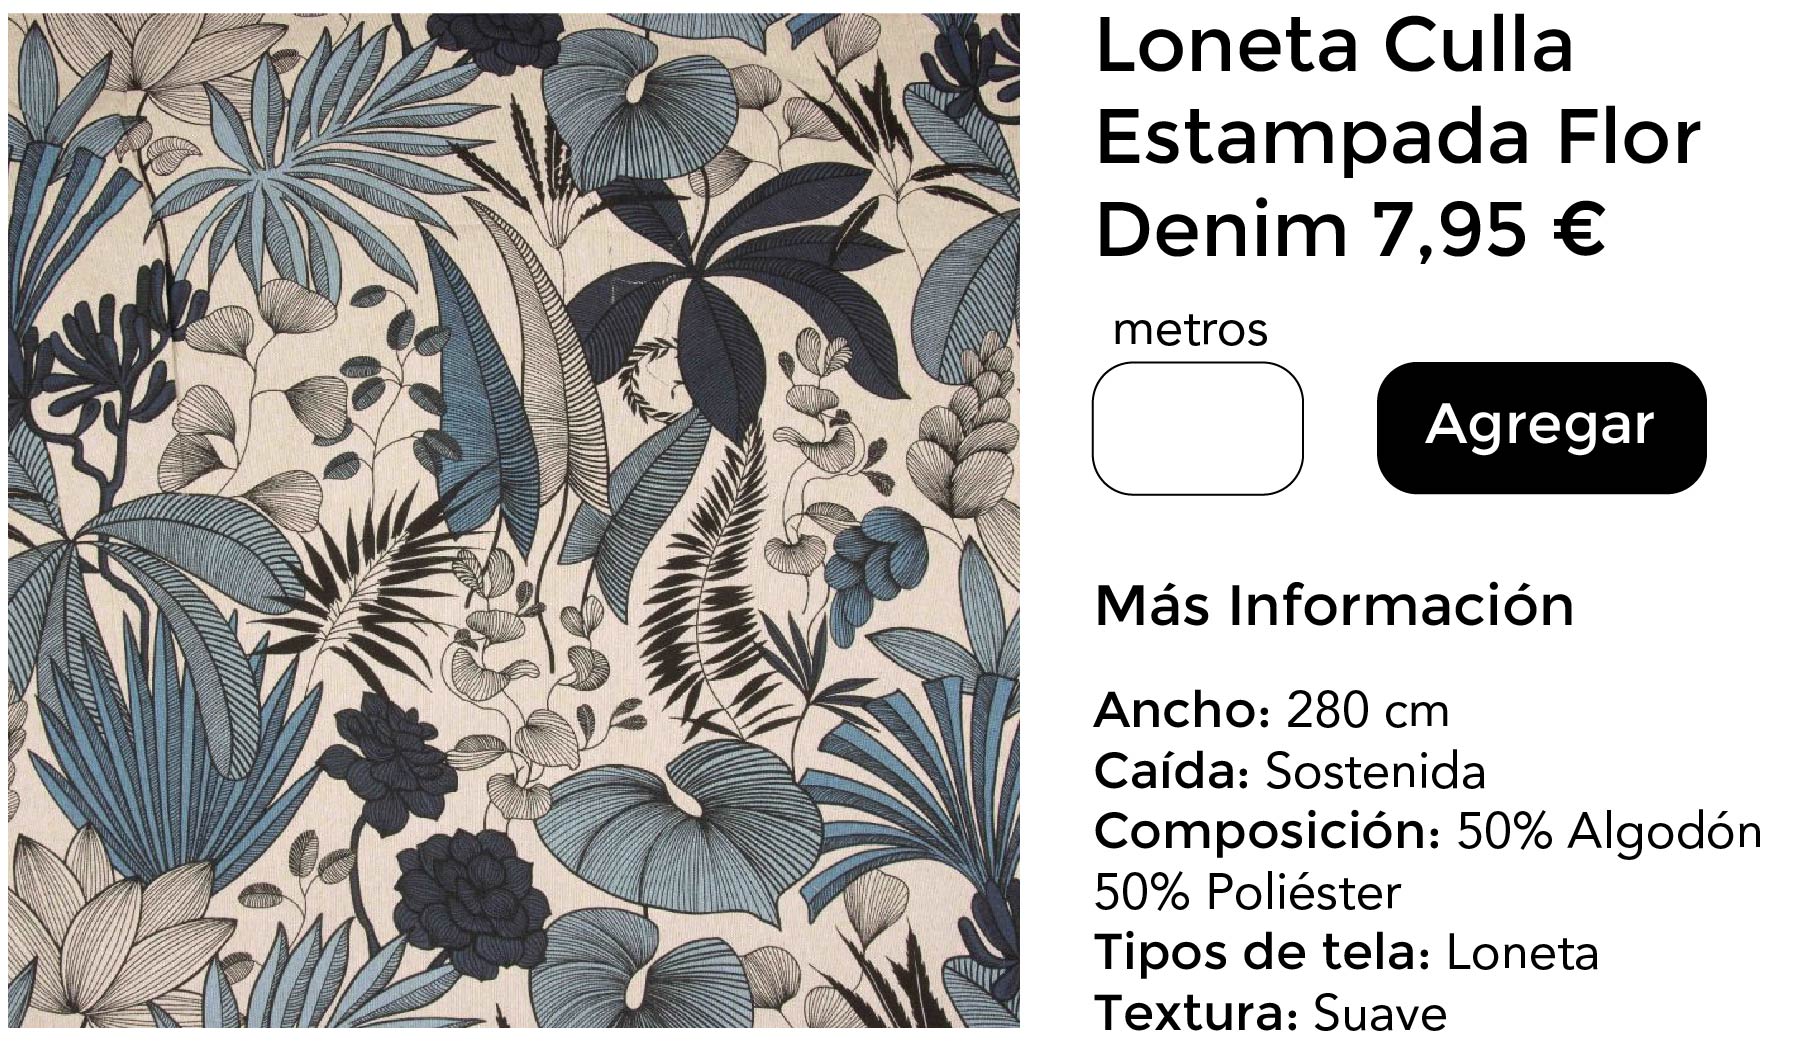 Loneta Culla
Estampada Flor
Denim 7,95 €
metros
Agregar
Más Información
Ancho: 280 cm
Caída: Sostenida
Composición: 50% Algodón
50% Poliéster
Tipos de tela: Loneta
Textura: Suave